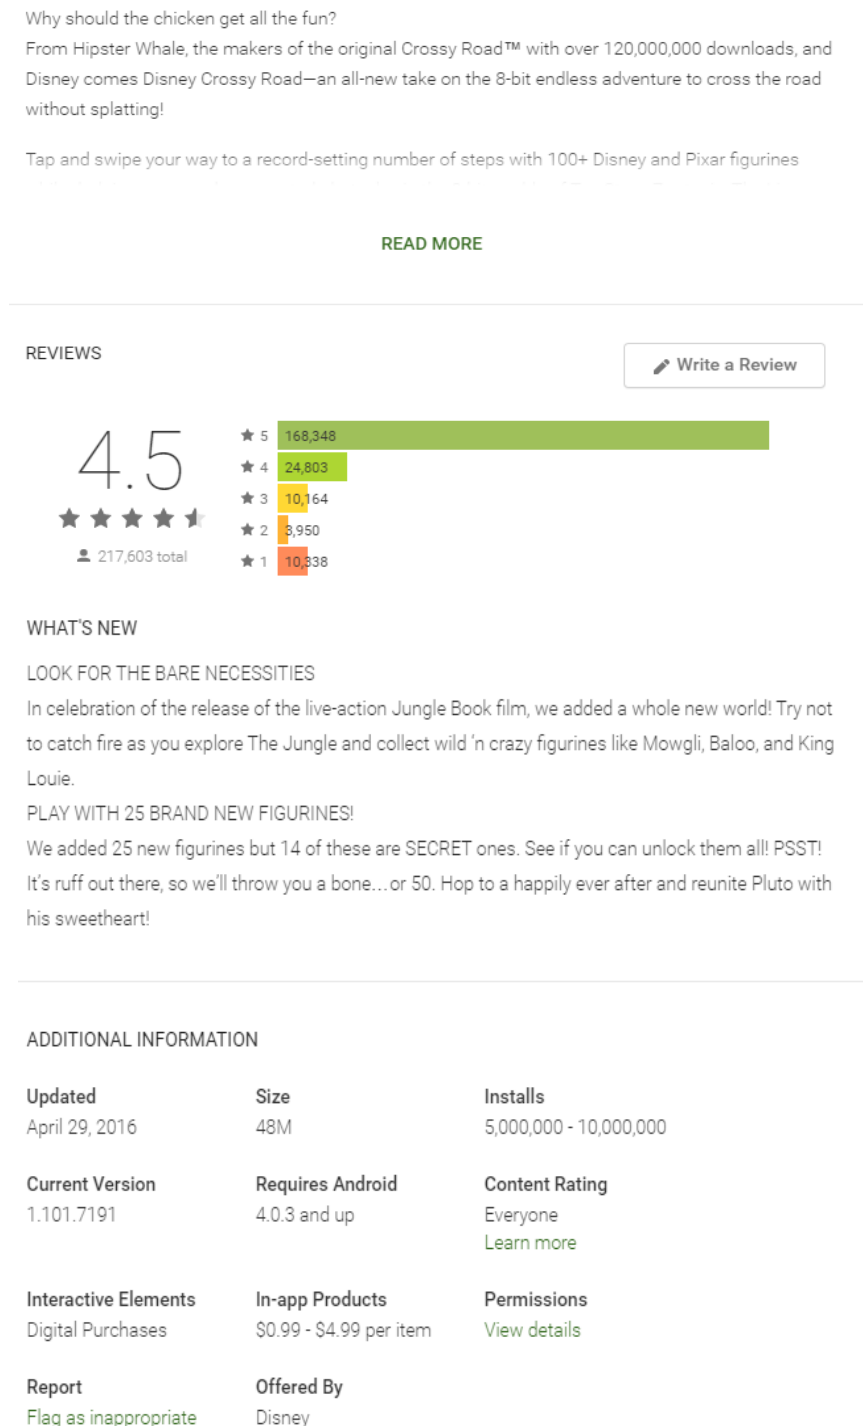 Why should the chicken get all the fun?
From Hipster Whale, the makers of the original Crossy Road™ with over 120,000,000 downloads, and
Disney comes Disney Crossy Road—an all-new take on the 8-bit endless adventure to cross the road
without splatting!
Tap and swipe your way to a record-setting number of steps with 100+ Disney and Pixar figurines
READ MORE
REVIEWS
Write a Review
4.5
217,603 total
5 168,348
4 24,803
3 10,164
2 3,950
1 10,338
WHAT'S NEW
LOOK FOR THE BARE NECESSITIES
In celebration of the release of the live-action Jungle Book film, we added a whole new world! Try not
to catch fire as you explore The Jungle and collect wild 'n crazy figurines like Mowgli, Baloo, and King
Louie.
PLAY WITH 25 BRAND NEW FIGURINES!
We added 25 new figurines but 14 of these are SECRET ones. See if you can unlock them all! PSST!
It's ruff out there, so we'll throw you a bone…or 50. Hop to a happily ever after and reunite Pluto with
his sweetheart!
ADDITIONAL INFORMATION
Updated Size Installs
April 29, 2016 48M 5,000,000 - 10,000,000
Current Version Requires Android Content Rating
1.101.7191 4.0.3 and up Everyone
Learn more
Interactive Elements In-app Products Permissions
Digital Purchases $0.99 - $4.99 per item View details
Report Offered By
Flag as inappropriate Disney